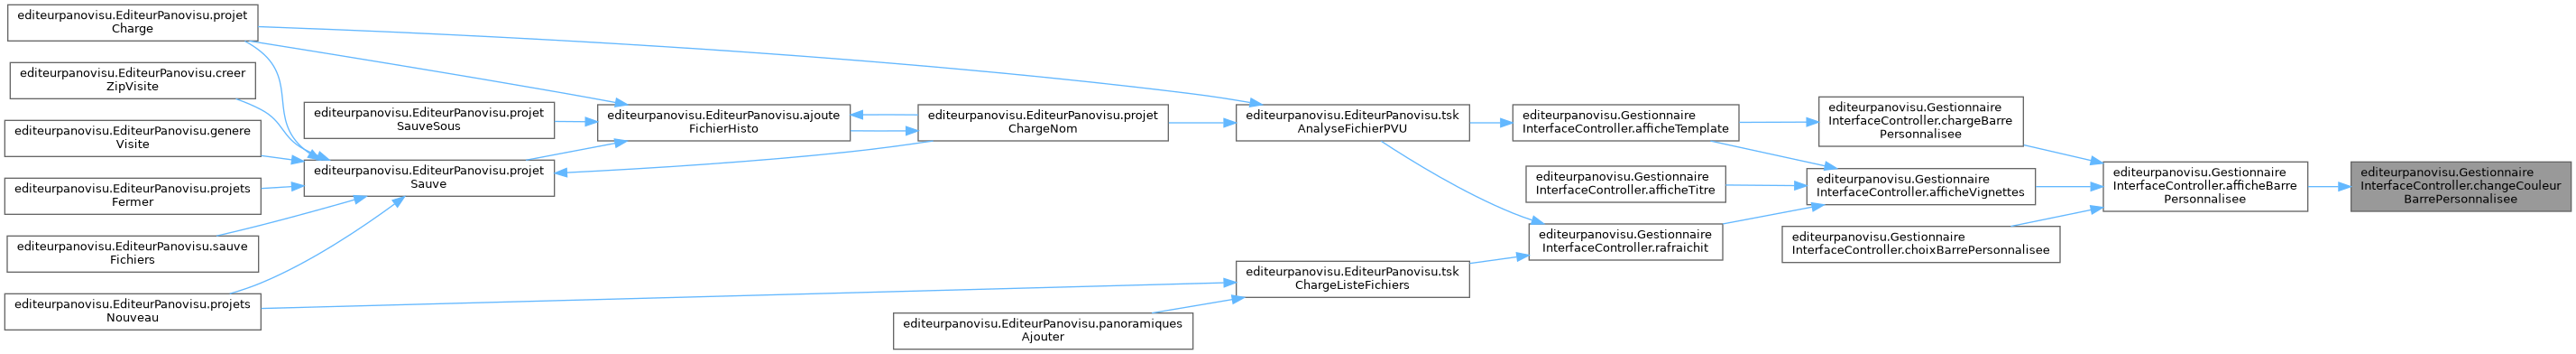 editeurpanovisu.EditeurPanovisu.projet
Charge
editeurpanovisu.EditeurPanovisu.creer
ZipVisite
editeurpanovisu.EditeurPanovisu.genere
Visite
editeurpanovisu.EditeurPanovisu.projets
Fermer
editeurpanovisu.EditeurPanovisu.sauve
Fichiers
editeurpanovisu.EditeurPanovisu.projets
Nouveau
editeurpanovisu.EditeurPanovisu.projet
SauveSous
editeurpanovisu.EditeurPanovisu.projet
Sauve
editeurpanovisu.EditeurPanovisu.ajoute
FichierHisto
editeurpanovisu.EditeurPanovisu.projet
ChargeNom
editeurpanovisu.EditeurPanovisu.panoramiques
Ajouter
editeurpanovisu.EditeurPanovisu.tsk
AnalyseFichierPVU
editeurpanovisu.EditeurPanovisu.tsk
ChargeListeFichiers
editeurpanovisu.Gestionnaire
InterfaceController.afficheTemplate
editeurpanovisu.Gestionnaire
InterfaceController.afficheTitre
editeurpanovisu.Gestionnaire
InterfaceController.rafraichit
editeurpanovisu.Gestionnaire
InterfaceController.chargeBarre
Personnalisee
editeurpanovisu.Gestionnaire
InterfaceController.afficheVignettes
editeurpanovisu.Gestionnaire
InterfaceController.choixBarrePersonnalisee
editeurpanovisu.Gestionnaire
InterfaceController.afficheBarre
Personnalisee
editeurpanovisu.Gestionnaire
InterfaceController.changeCouleur
BarrePersonnalisee